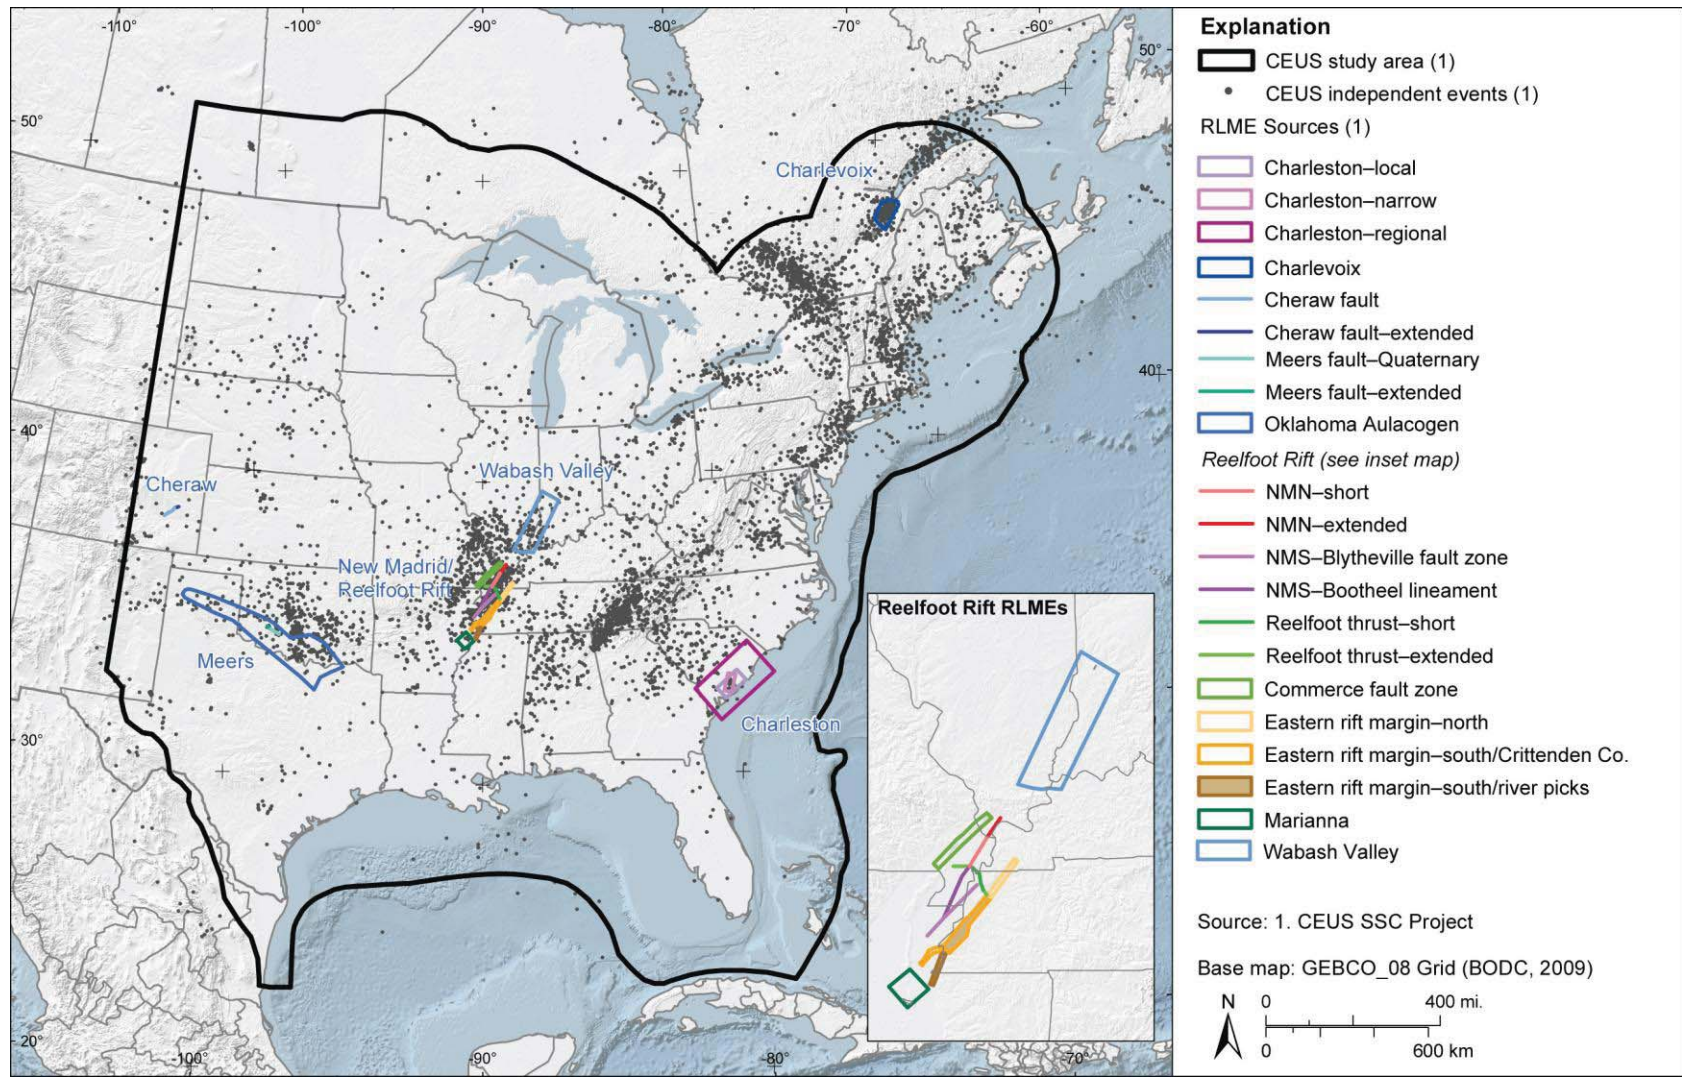 -110°
-100°
-90°
-80°
-70°
-60°
50°
50°
Charlevoix
40°
40°
Wabash Valley
Cheraw
New Madrid/
Reelfoot Rift
Meers
Charleston
30°
20°
-100°
-90°
-80°
-70°
Reelfoot Rift RLMEs
Explanation
CEUS study area (1)
CEUS independent events (1)
RLME Sources (1)
Charleston–local
Charleston–narrow
Charleston–regional
Charlevoix
Cheraw fault
Cheraw fault–extended
Meers fault–Quaternary
Meers fault–extended
Oklahoma Aulacogen
Reelfoot Rift (see inset map)
NMN–short
NMN–extended
NMS–Blytheville fault zone
NMS–Bootheel lineament
Reelfoot thrust–short
Reelfoot thrust–extended
Commerce fault zone
Eastern rift margin–north
Eastern rift margin–south/Crittenden Co.
Eastern rift margin–south/river picks
Marianna
Wabash Valley
Source: 1. CEUS SSC Project
Base map: GEBCO_08 Grid (BODC, 2009)
N
0 400 mi.
0 600 km